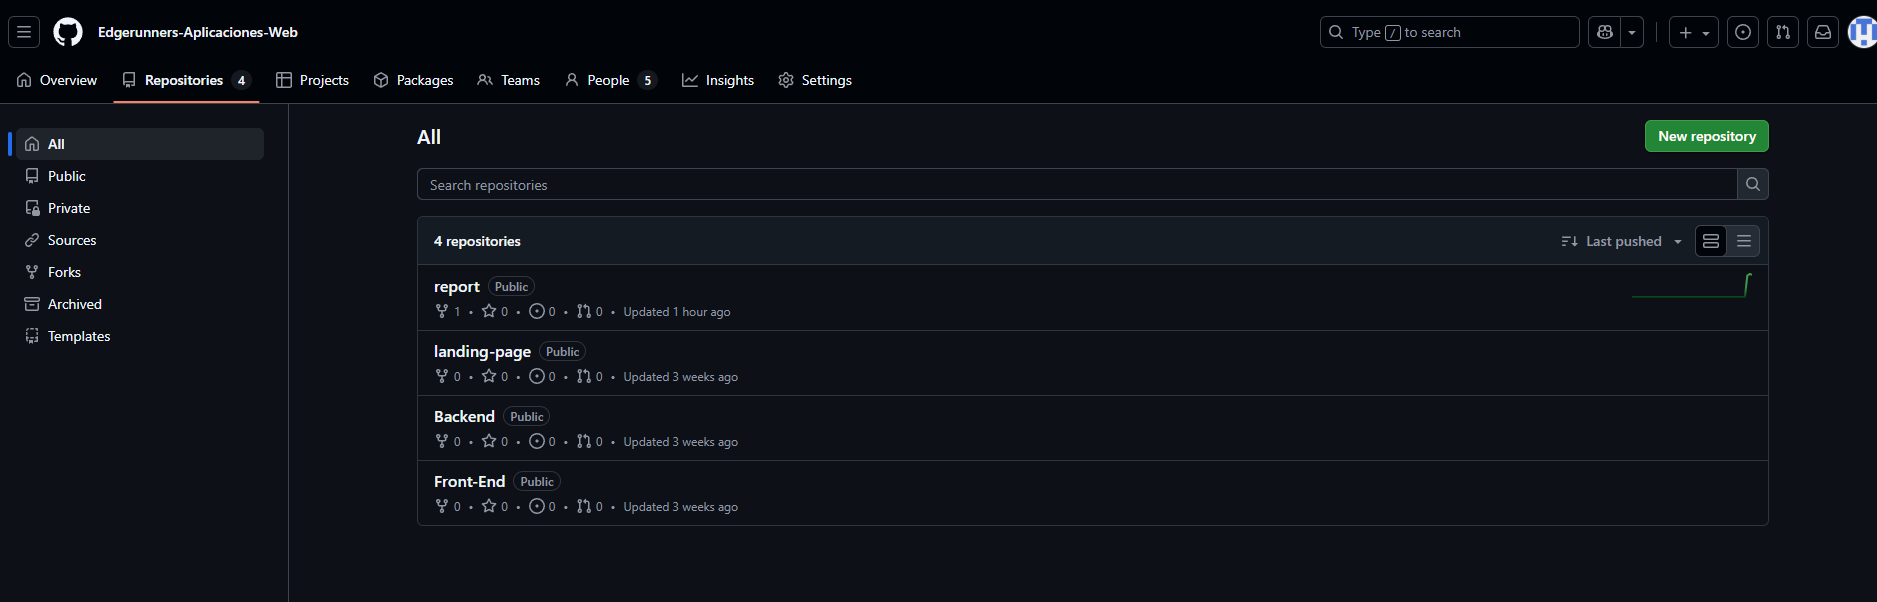 Edgerunners-Aplicaciones-Web
Type / to search
Overview
Repositories 4
Projects
Packages
Teams
People 5
Insights
Settings
All
Public
Private
Sources
Forks
Archived
Templates
All
New repository
Search repositories
4 repositories
Last pushed
report Public
1 • 0 • 0 • 0 • Updated 1 hour ago
landing-page Public
0 • 0 • 0 • 0 • Updated 3 weeks ago
Backend Public
0 • 0 • 0 • 0 • Updated 3 weeks ago
Front-End Public
0 • 0 • 0 • 0 • Updated 3 weeks ago